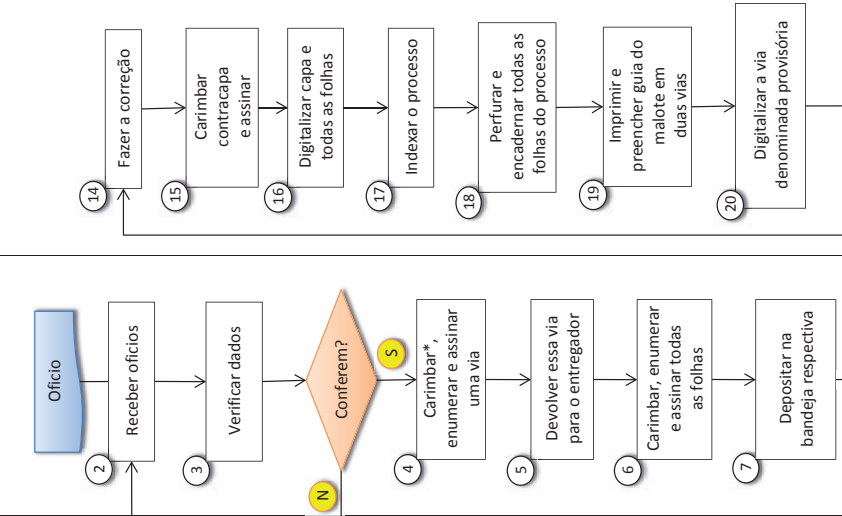 14
Fazer a correção
15
Carimbar
contracapa
e assinar
16
Digitalizar capa e
todas as folhas
17
Indexar o processo
18
Perfurar e
encadernar todas as
folhas do processo
19
Imprimir e
preencher guia do
malote em
duas vias
20
Digitalizar a via
denominada provisória
Oficio
2
Receber oficios
3
Verificar dados
Conferem?
N
S
4
Carimbar*,
enumerar e assinar
uma via
5
Devolver essa via
para o entregador
6
Carimbar, enumerar
e assinar todas
as folhas
7
Depositar na
bandeja respectiva